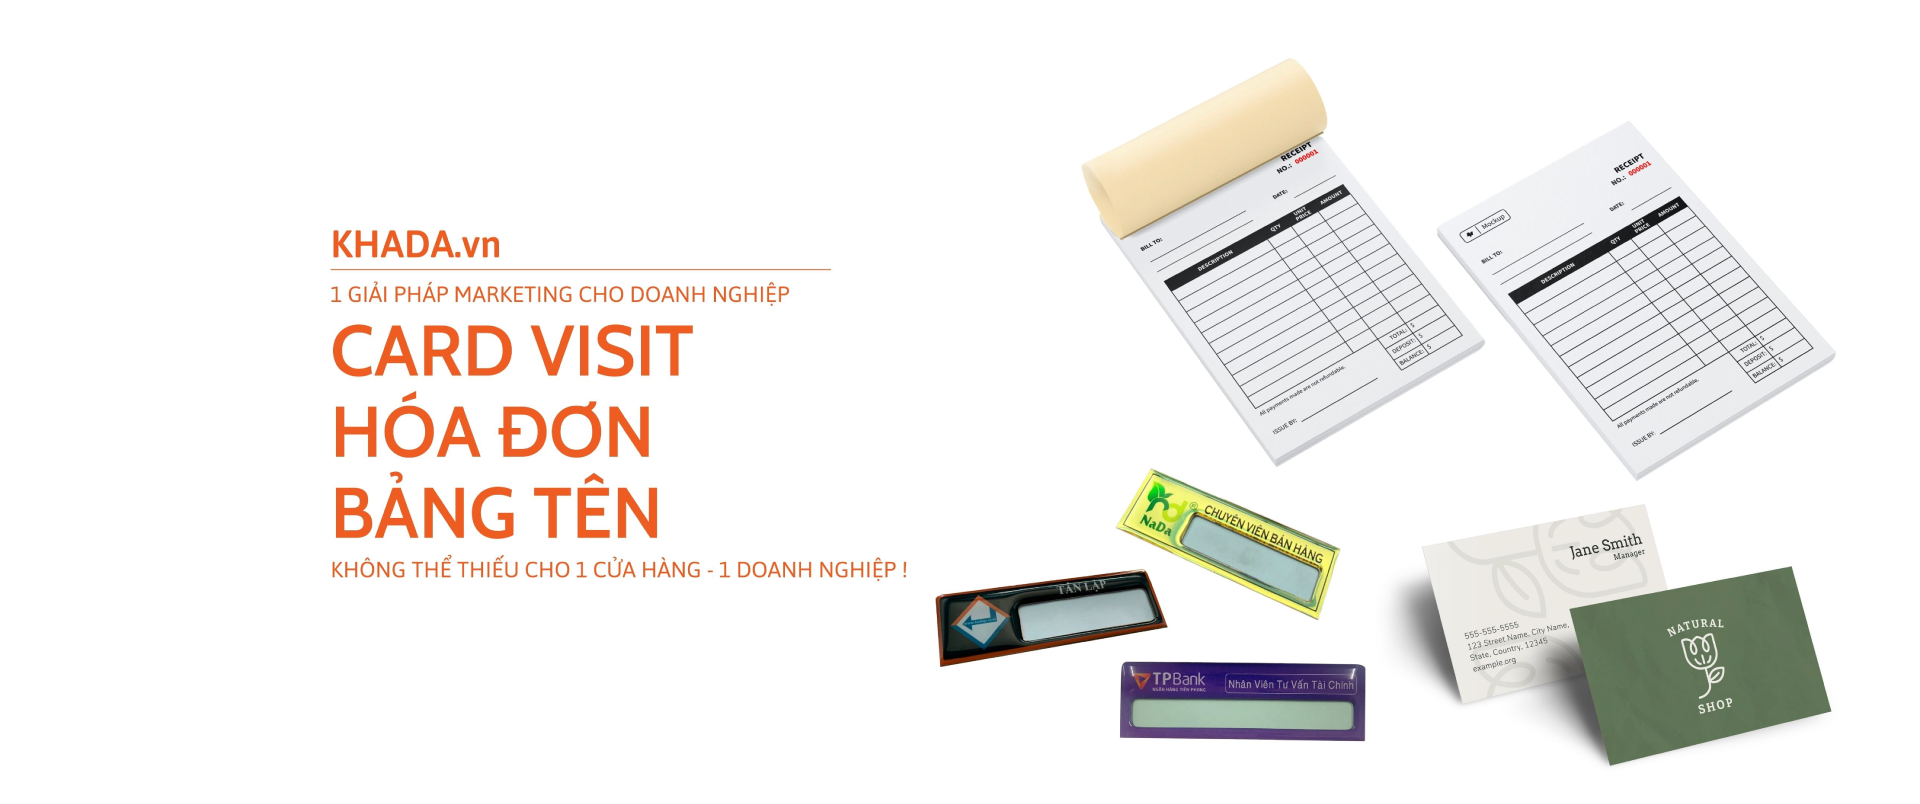 KHADA.vn
1 GIẢI PHÁP MARKETING CHO DOANH NGHIỆP
CARD VISIT
HÓA ĐƠN
BẢNG TÊN
KHÔNG THỂ THIẾU CHO 1 CỬA HÀNG - 1 DOANH NGHIỆP !
RECEIPT
NO.: 000001
DATE:
BILL TO:
DESCRIPTION QTY UNIT PRICE AMOUNT
TOTAL: $
DEPOSIT: $
BALANCE: $
All payments made are not refundable.
ISSUE BY:
Mockup
RECEIPT
NO.: 000001
DATE:
BILL TO:
DESCRIPTION QTY UNIT PRICE AMOUNT
TOTAL: $
DEPOSIT: $
BALANCE: $
All payments made are not refundable.
ISSUE BY:
nd®
NaDa
CHUYÊN VIÊN BÁN HÀNG
TÂN LẬP
TPBank
NGÂN HÀNG TIÊN PHONG
Nhân Viên Tư Vấn Tài Chính
Jane Smith
Manager
555-555-5555
123 Street Name, City Name,
State, Country, 12345
example.org
NATURAL
SHOP